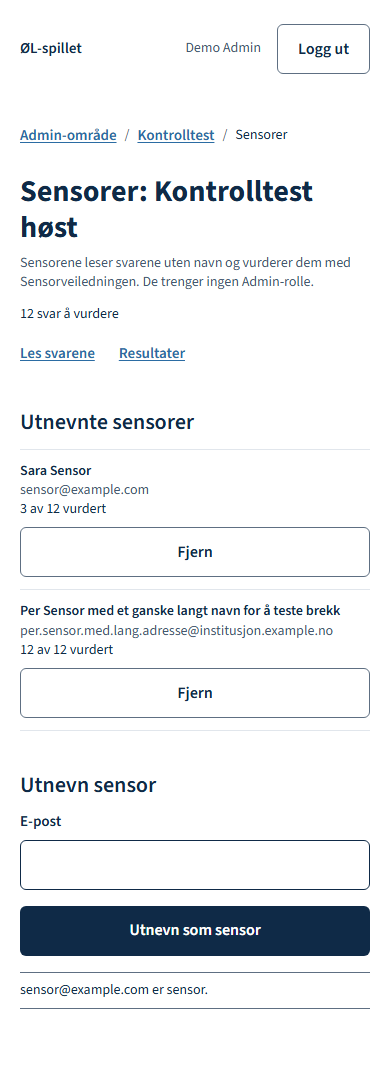 ØL-spillet
Demo Admin
Logg ut
Admin-område / Kontrolltest / Sensorer
Sensorer: Kontrolltest
høst
Sensorene leser svarene uten navn og vurderer dem med
Sensorveiledningen. De trenger ingen Admin-rolle.
12 svar å vurdere
Les svarene
Resultater
Utnevnte sensorer
Sara Sensor
sensor@example.com
3 av 12 vurdert
Fjern
Per Sensor med et ganske langt navn for å teste brekk
per.sensor.med.lang.adresse@institusjon.example.no
12 av 12 vurdert
Fjern
Utnevn sensor
E-post
Utnevn som sensor
sensor@example.com er sensor.